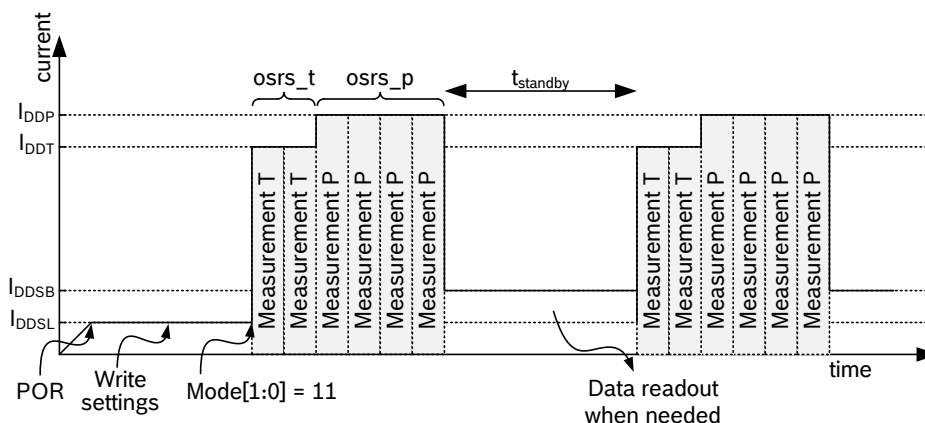 current
osrs_t
osrs_p
tstandby
IDDP
IDDT
IDDSB
IDDSL
Measurement T
Measurement T
Measurement P
Measurement P
Measurement P
Measurement P
Measurement T
Measurement T
Measurement P
Measurement P
Measurement P
Measurement P
time
POR
Write
settings
Mode[1:0] = 11
Data readout
when needed